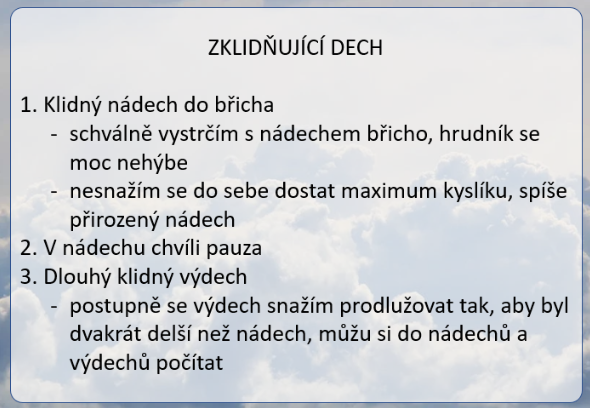 ZKLIDŇUJÍCÍ DECH
1. Klidný nádech do břicha
- schválně vystrčím s nádechem břicho, hrudník se
moc nehýbe
- nesnažím se do sebe dostat maximum kyslíku, spíše
přirozený nádech
2. V nádechu chvíli pauza
3. Dlouhý klidný výdech
- postupně se výdech snažím prodlužovat tak, aby byl
dvakrát delší než nádech, můžu si do nádechů a
výdechů počítat